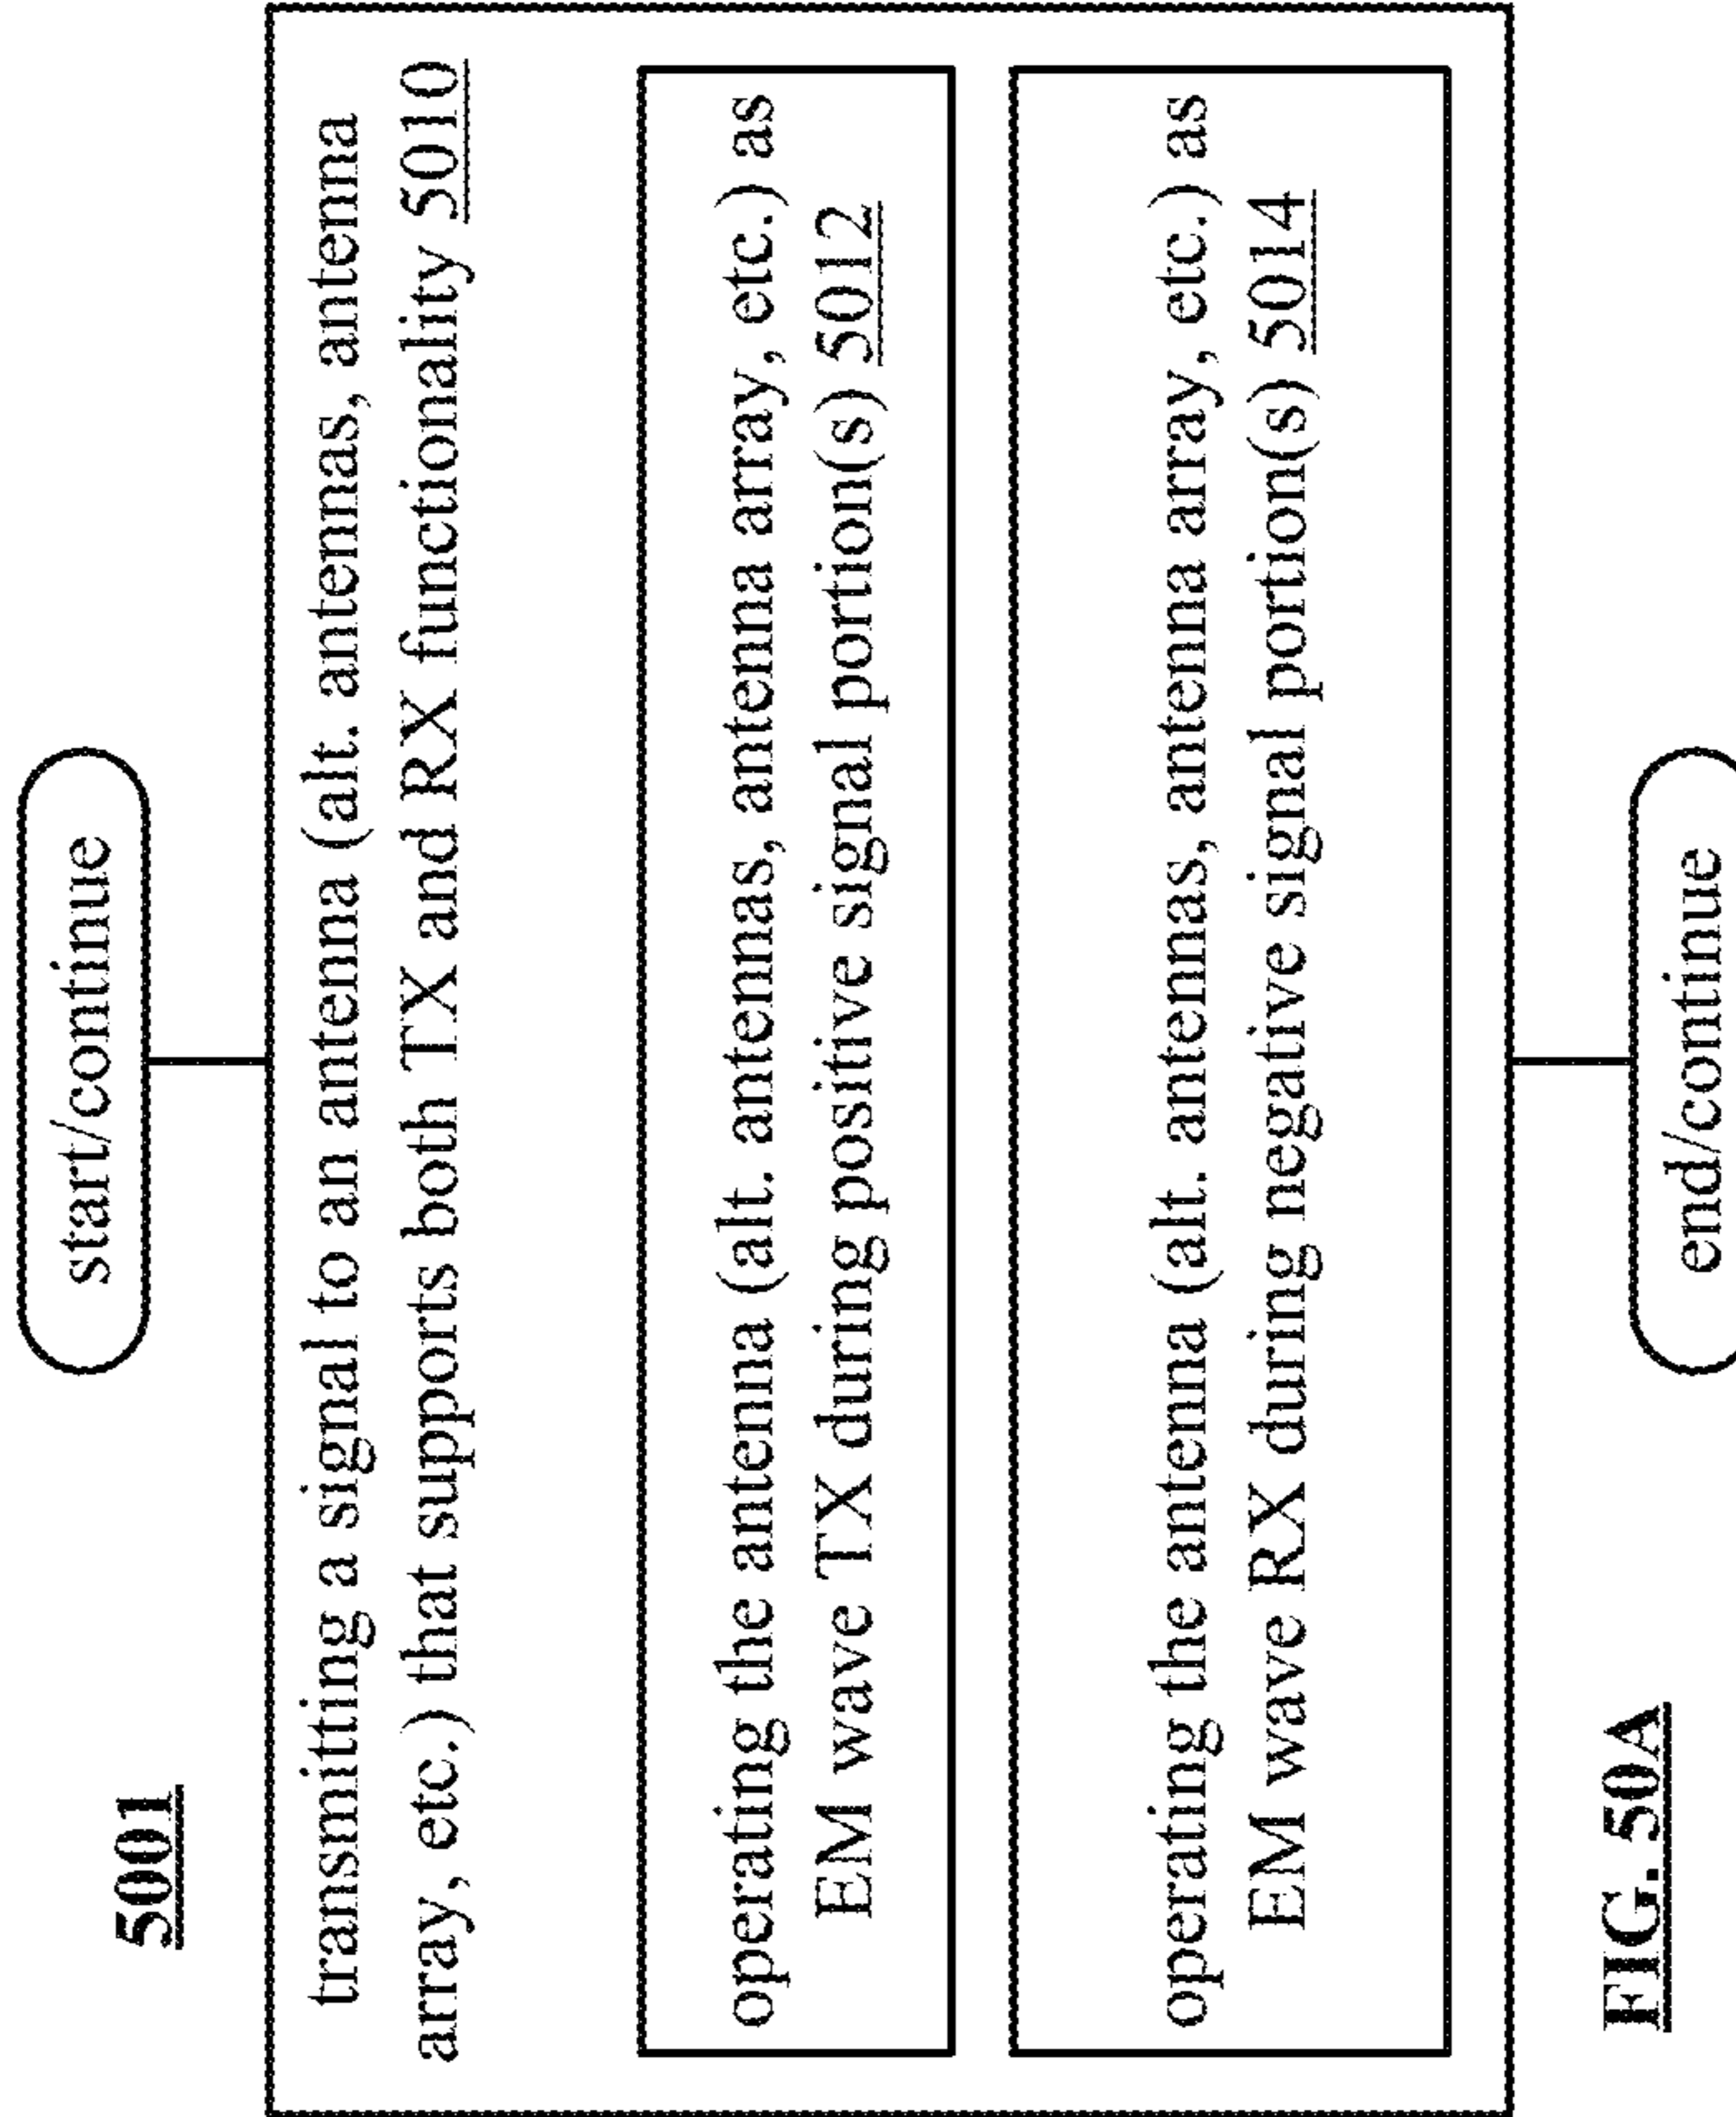 5001
start/continue
transmitting a signal to an antenna (alt. antennas, antenna
array, etc.) that supports both TX and RX functionality 5010
operating the antenna (alt. antennas, antenna array, etc.) as
EM wave TX during positive signal portion(s) 5012
operating the antenna (alt. antennas, antenna array, etc.) as
EM wave RX during negative signal portion(s) 5014
end/continue
FIG. 50A